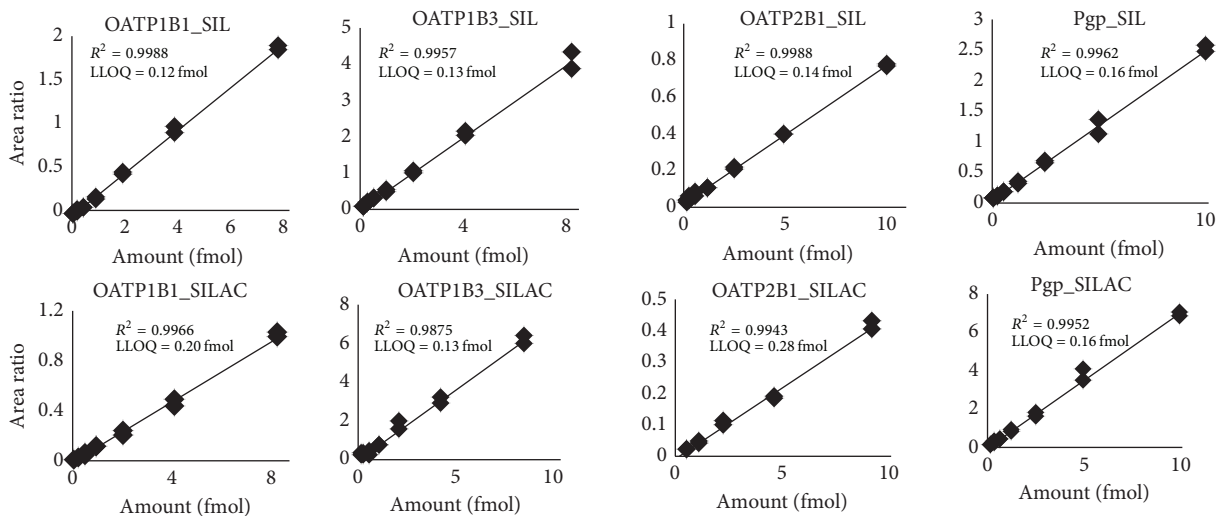 OATP1B1_SIL
R² = 0.9988
LLOQ = 0.12 fmol
Area ratio
2
1.5
1
0.5
0
2
4
6
8
Amount (fmol)
OATP1B3_SIL
R² = 0.9957
LLOQ = 0.13 fmol
5
4
3
2
1
0
0
2
4
6
8
Amount (fmol)
OATP2B1_SIL
R² = 0.9988
LLOQ = 0.14 fmol
1
0.8
0.6
0.4
0.2
0
0
5
10
Amount (fmol)
Pgp_SIL
R² = 0.9962
LLOQ = 0.16 fmol
3
2.5
2
1.5
1
0.5
0
0
5
10
Amount (fmol)
OATP1B1_SILAC
R² = 0.9966
LLOQ = 0.20 fmol
Area ratio
1.2
0.8
0.4
0
0
4
8
Amount (fmol)
OATP1B3_SILAC
R² = 0.9875
LLOQ = 0.13 fmol
8
6
4
2
0
0
5
10
Amount (fmol)
OATP2B1_SILAC
R² = 0.9943
LLOQ = 0.28 fmol
0.5
0.4
0.3
0.2
0.1
0
0
5
10
Amount (fmol)
Pgp_SILAC
R² = 0.9952
LLOQ = 0.16 fmol
8
6
4
2
0
0
5
10
Amount (fmol)